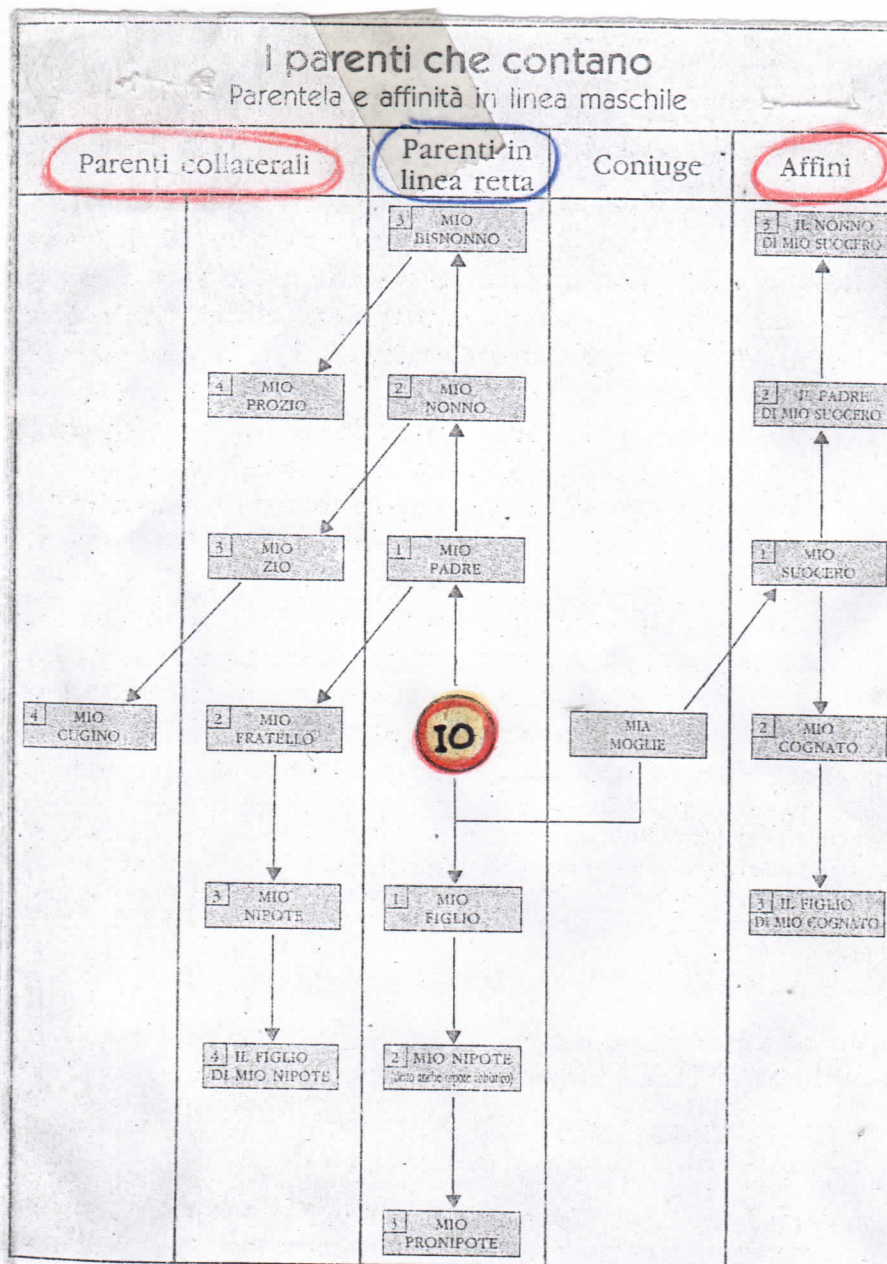 I parenti che contano
Parentela e affinità in linea maschile
Parenti collaterali
Parenti in
linea retta
Coniuge
Affini
3 MIO
BISNONNO
3 IL NONNO
DI MIO SUOCERO
4 MIO
PROZIO
2 MIO
NONNO
2 IL PADRE
DI MIO SUOCERO
3 MIO
ZIO
1 MIO
PADRE
1 MIO
SUOCERO
4 MIO
CUGINO
2 MIO
FRATELLO
IO
MIA
MOGLIE
2 MIO
COGNATO
3 MIO
NIPOTE
1 MIO
FIGLIO
3 IL FIGLIO
DI MIO COGNATO
4 IL FIGLIO
DI MIO NIPOTE
2 MIO NIPOTE
(detto anche nipote
3 MIO
PRONIPOTE